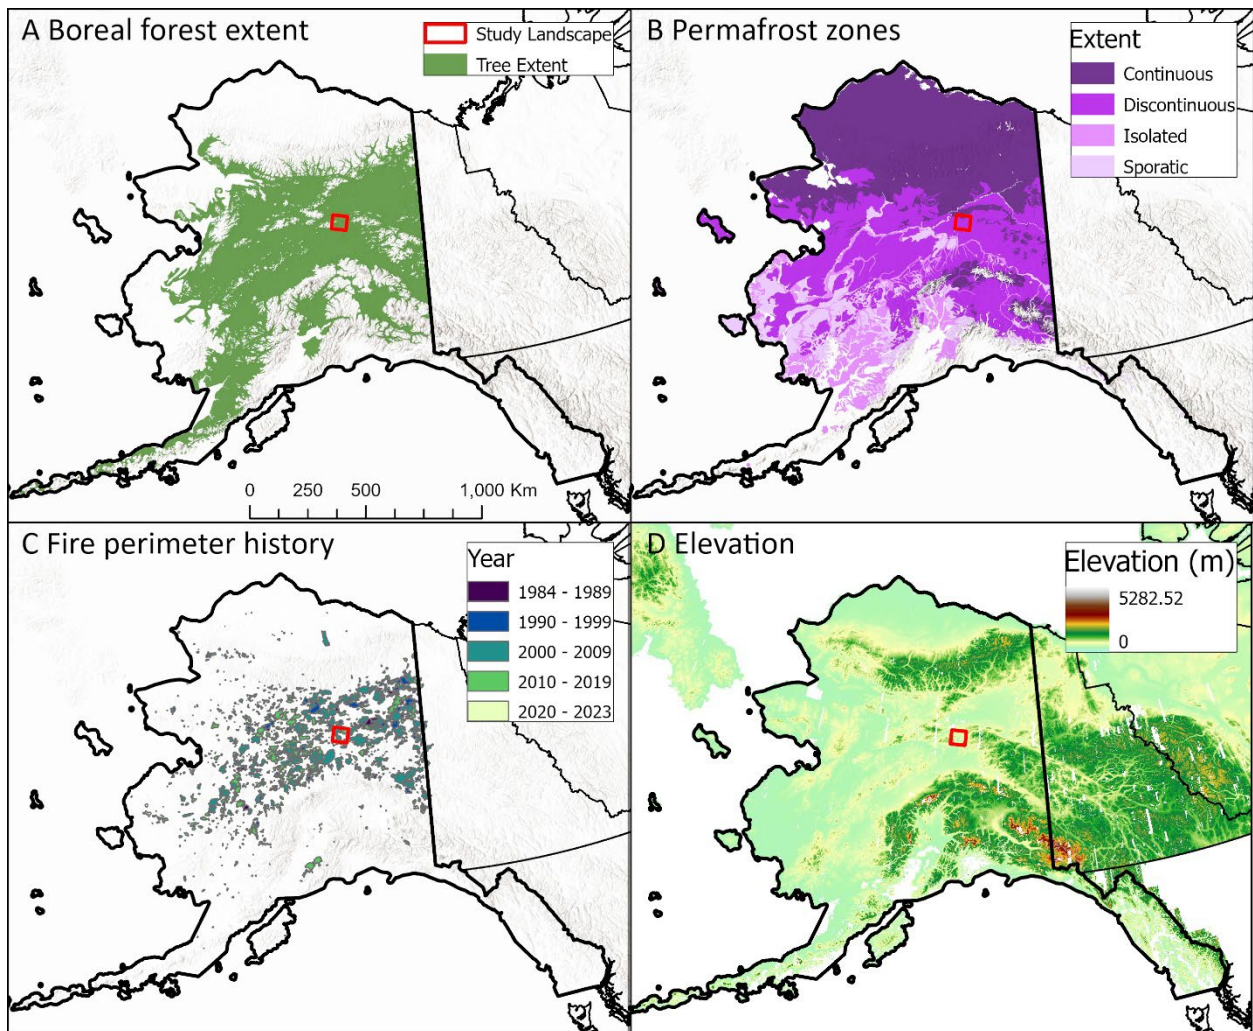 A Boreal forest extent
Study Landscape
Tree Extent
0 250 500 1,000 Km
B Permafrost zones
Extent
Continuous
Discontinuous
Isolated
Sporatic
C Fire perimeter history
Year
1984 - 1989
1990 - 1999
2000 - 2009
2010 - 2019
2020 - 2023
D Elevation
Elevation (m)
5282.52
0